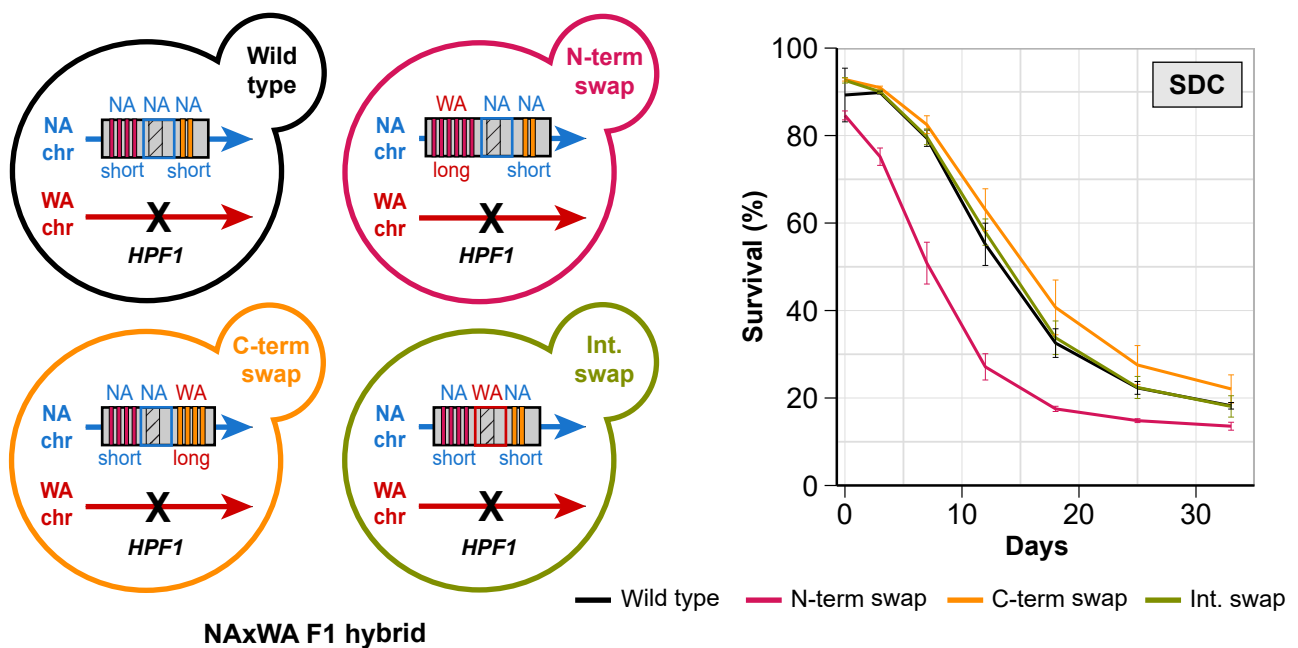 Wild
type
NA NA NA
NA
chr
short short
WA
chr
X
HPF1
N-term
swap
WA NA NA
NA
chr
long short
WA
chr
X
HPF1
C-term
swap
NA NA WA
NA
chr
short long
WA
chr
X
HPF1
Int.
swap
NA WA NA
NA
chr
short short
WA
chr
X
HPF1
NAxWA F1 hybrid
SDC
Survival (%)
100
80
60
40
20
0
0 10 20 30
Days
Wild type N-term swap C-term swap Int. swap